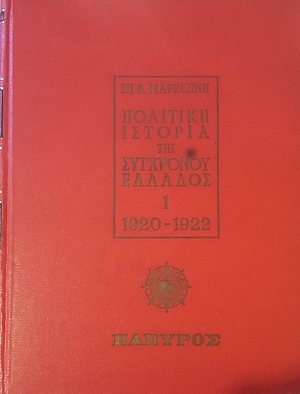 ΣΠ. Β. ΜΑΡΚΕΖΙΝΗ
ΠΟΛΙΤΙΚΗ
ΙΣΤΟΡΙΑ
ΤΗΣ
ΣΥΓΧΡΟΝΟΥ
ΕΛΛΑΔΟΣ
1
1920-1922
ΠΑΠΥΡΟΣ